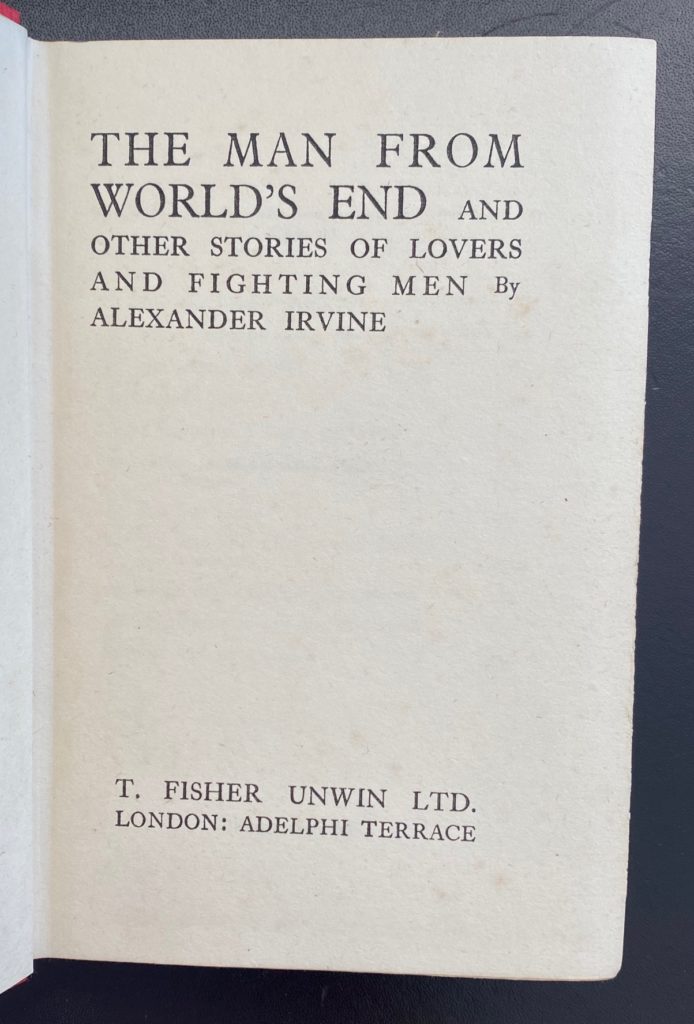 THE MAN FROM
WORLD'S END AND
OTHER STORIES OF LOVERS
AND FIGHTING MEN By
ALEXANDER IRVINE
T. FISHER UNWIN LTD.
LONDON: ADELPHI TERRACE